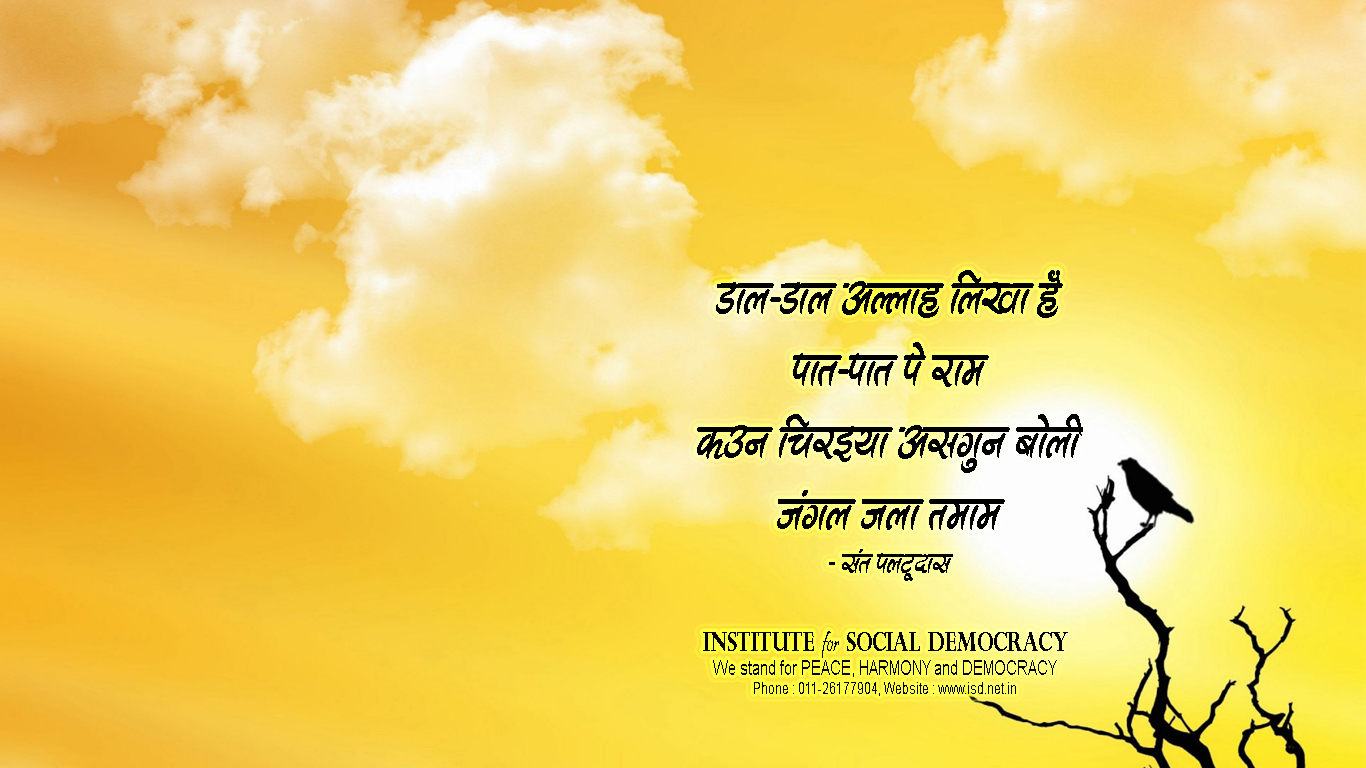 डाल-डाल अल्लाह लिखा है
पात-पात पे राम
कउन चिरइया असगुन बोली
जंगल जला तमाम
- संत पलटूदास
INSTITUTE for SOCIAL DEMOCRACY
We stand for PEACE, HARMONY and DEMOCRACY
Phone : 011-26177904, Website : www.isd.net.in